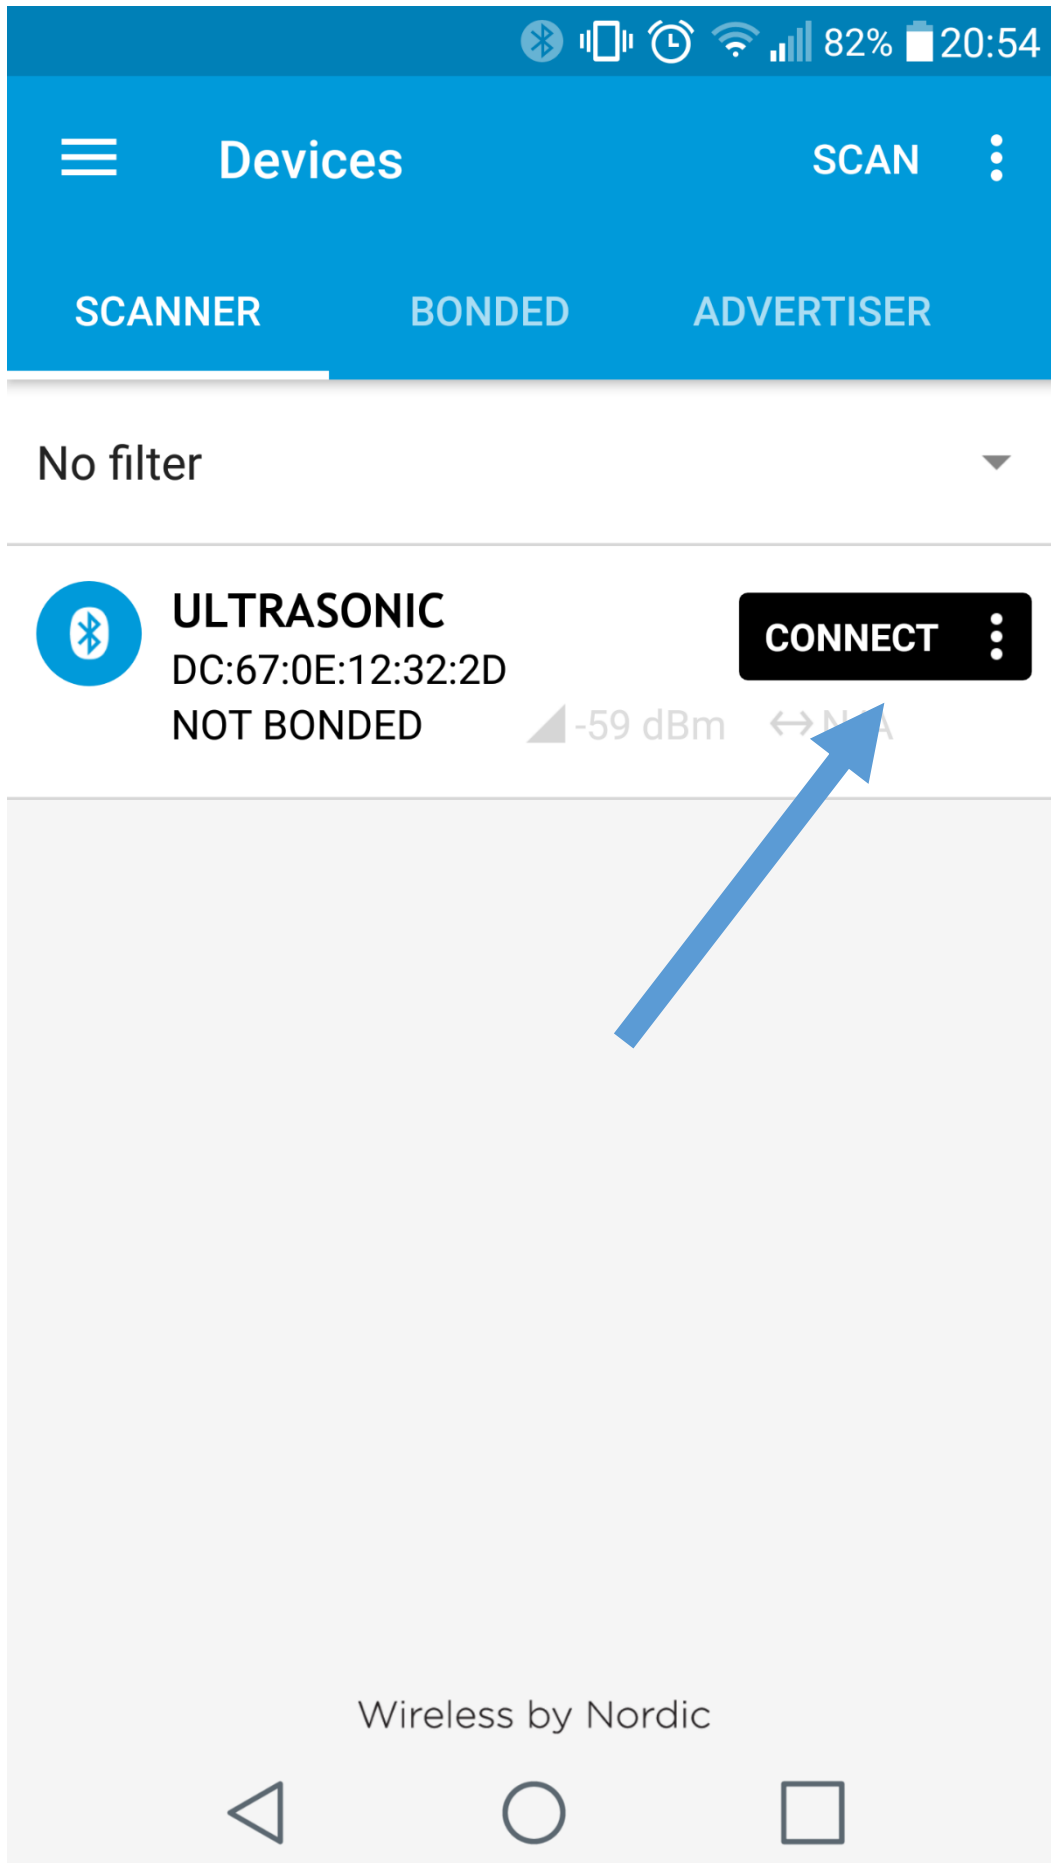 82% 20:54
Devices SCAN
SCANNER BONDED ADVERTISER
No filter
ULTRASONIC
CONNECT
DC:67:0E:12:32:2D
NOT BONDED -59 dBm
Wireless by Nordic